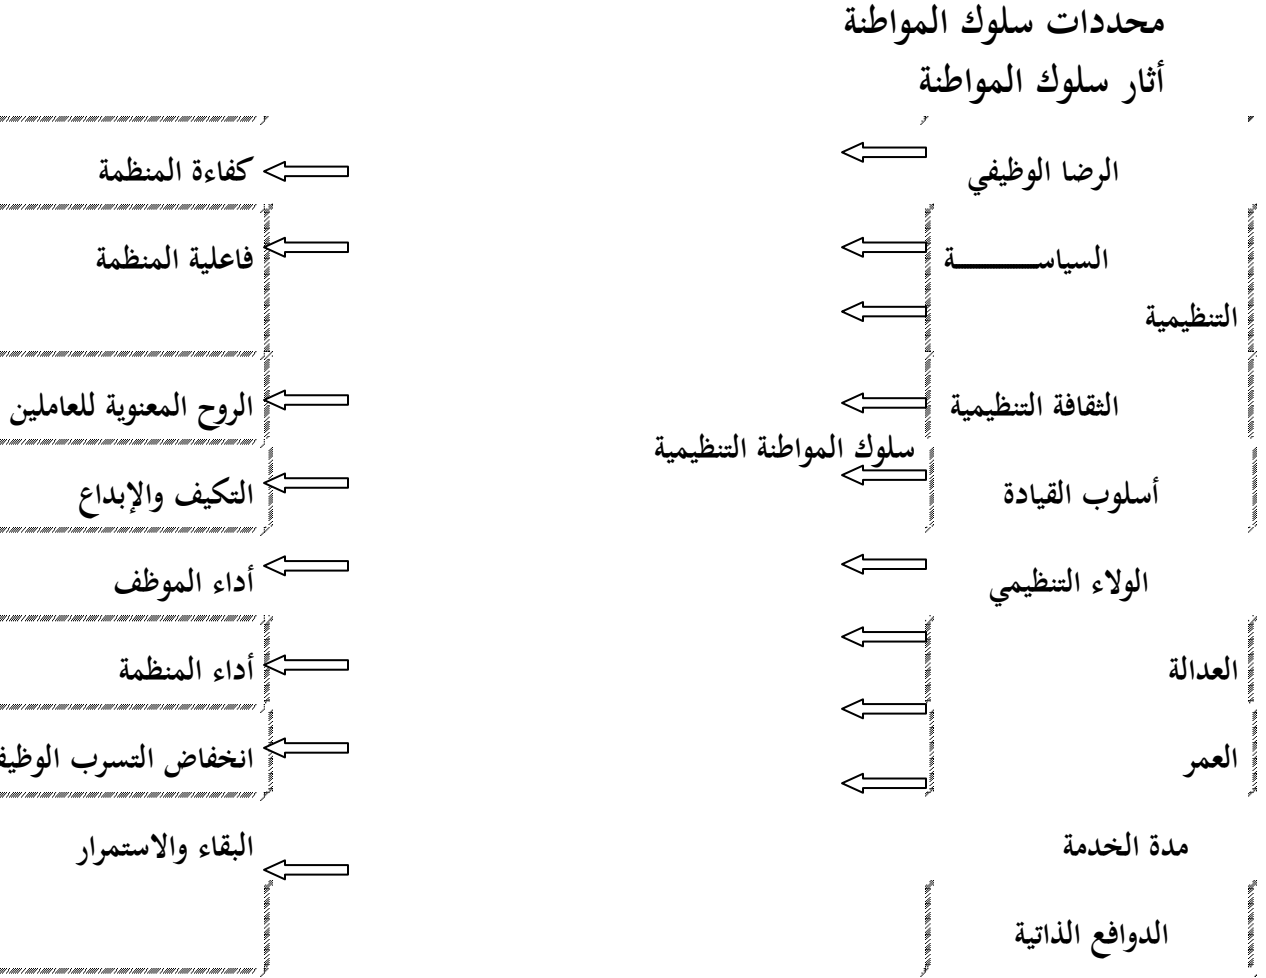 محددات سلوك المواطنة
أثار سلوك المواطنة
الرضا الوظيفي
كفاءة المنظمة
السياســـــــــــة
التنظيمية
فاعلية المنظمة
الثقافة التنظيمية
الروح المعنوية للعاملين
سلوك المواطنة التنظيمية
أسلوب القيادة
التكيف والإبداع
الولاء التنظيمي
أداء الموظف
العدالة
أداء المنظمة
العمر
انخفاض التسرب
مدة الخدمة
البقاء والاستمرار
الدوافع الذاتية